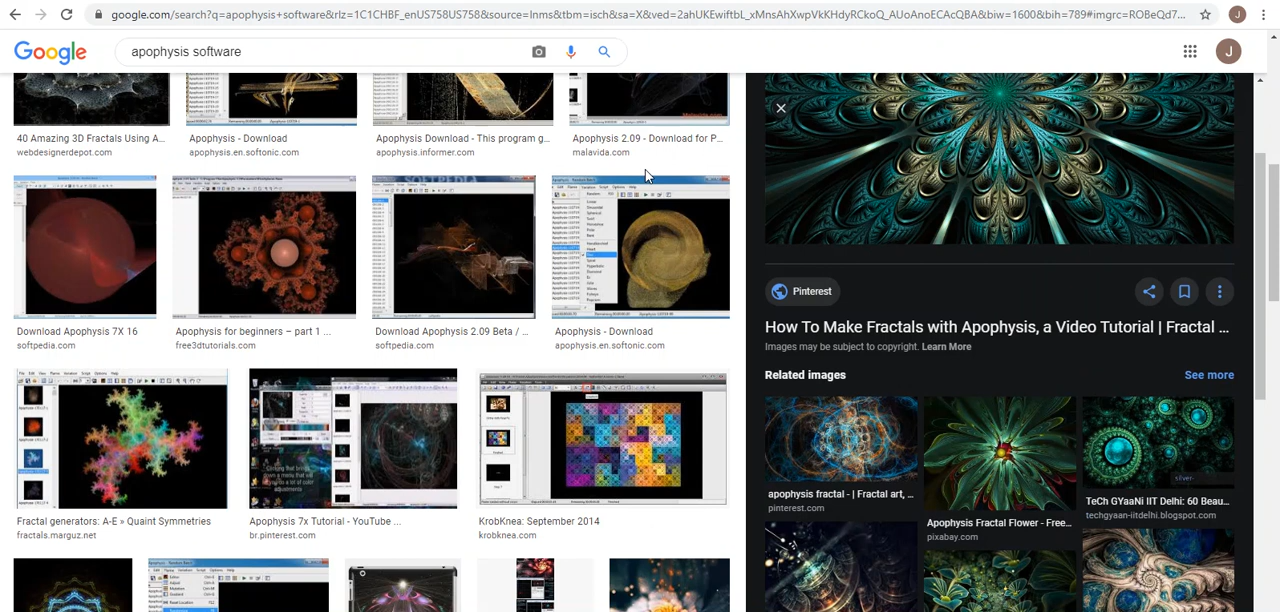 google.com/search?q=apophysis+software&rlz=1C1CHBF_enUS758US758&source=lnms&tbm=isch&sa=X&ved=2ahUKEwiftbL_xMnsAhXwpVkKHdyRCkoQ_AUoAnoECAcQBA&biw=1600&bih=789#imgrc=ROBeQd7...
J
Google
apophysis software
J
40 Amazing 3D Fractals Using A...
webdesignerdepot.com
Apophysis - Download
apophysis.en.softonic.com
Apophysis Download - This program g...
apophysis.informer.com
Apophysis 2.09 - Download for P...
malavida.com
Download Apophysis 7X 16
softpedia.com
Apophysis for beginners – part 1 ...
free3dtutorials.com
SOFTPEDIA
Download Apophysis 2.09 Beta / ...
softpedia.com
Apophysis - Download
apophysis.en.softonic.com
Fractal generators: A-E » Quaint Symmetries
fractals.marguz.net
Apophysis 7x Tutorial - YouTube ...
br.pinterest.com
KrobKnea: September 2014
krobknea.com
Pinterest
How To Make Fractals with Apophysis, a Video Tutorial | Fractal ...
Images may be subject to copyright. Learn More
Related images
See more
apophysis fractal - | Fractal art, ...
pinterest.com
Apophysis Fractal Flower - Free...
pixabay.com
TeCh GYaaNi IIT Delhi: 60 Beau...
techgyaan-iitdelhi.blogspot.com